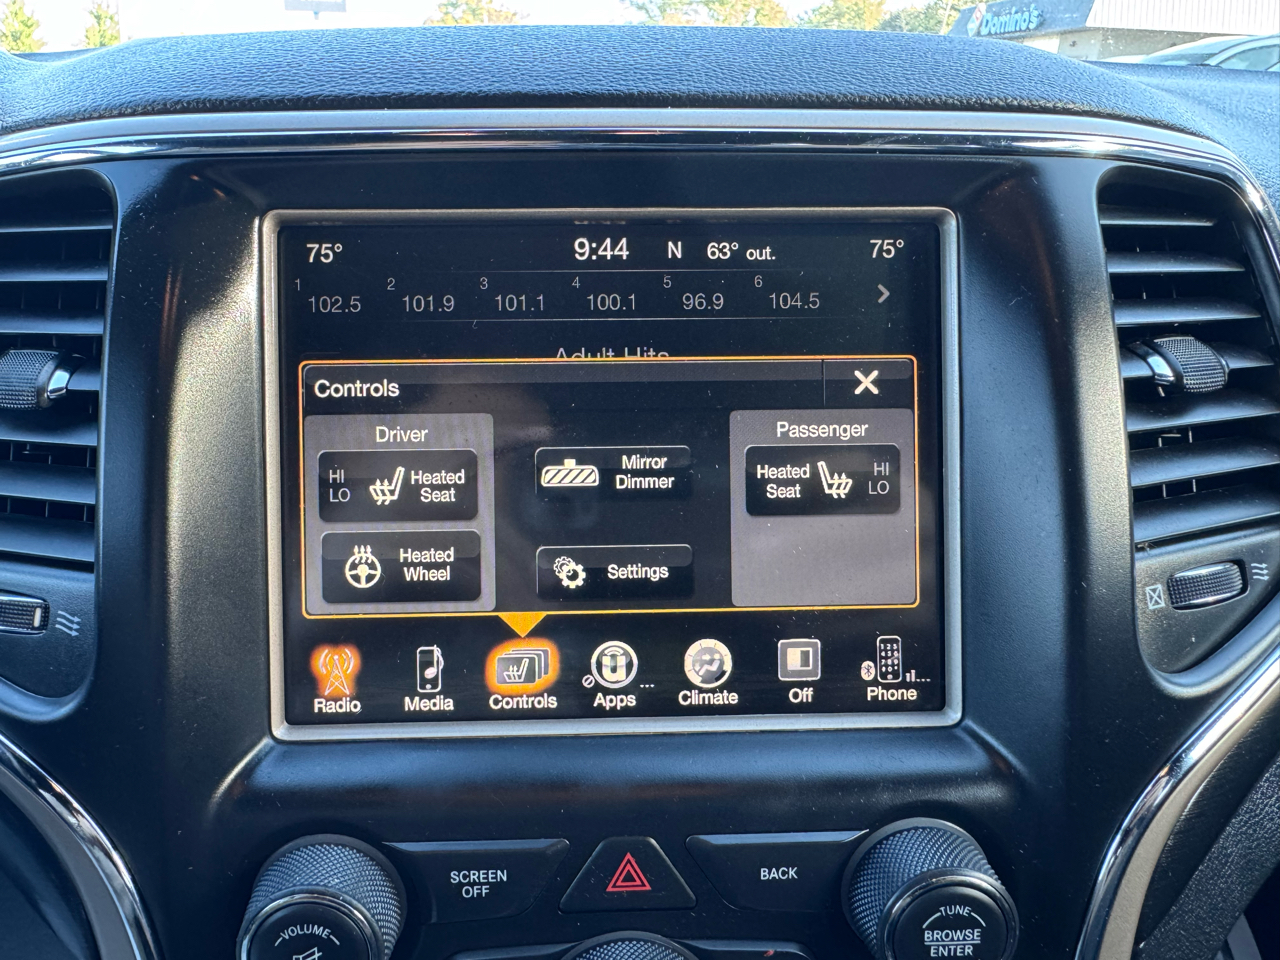 Domino's
75° 9:44 N 63° out. 75°
1 102.5 2 101.9 3 101.1 4 100.1 5 96.9 6 104.5
Adult Hits
Controls
Driver
HI
LO
Heated
Seat
Heated
Wheel
Mirror
Dimmer
Settings
Passenger
Heated
Seat
HI
LO
Radio Media Controls Apps ... Climate Off Phone
SCREEN
OFF
BACK
VOLUME
TUNE
BROWSE
ENTER